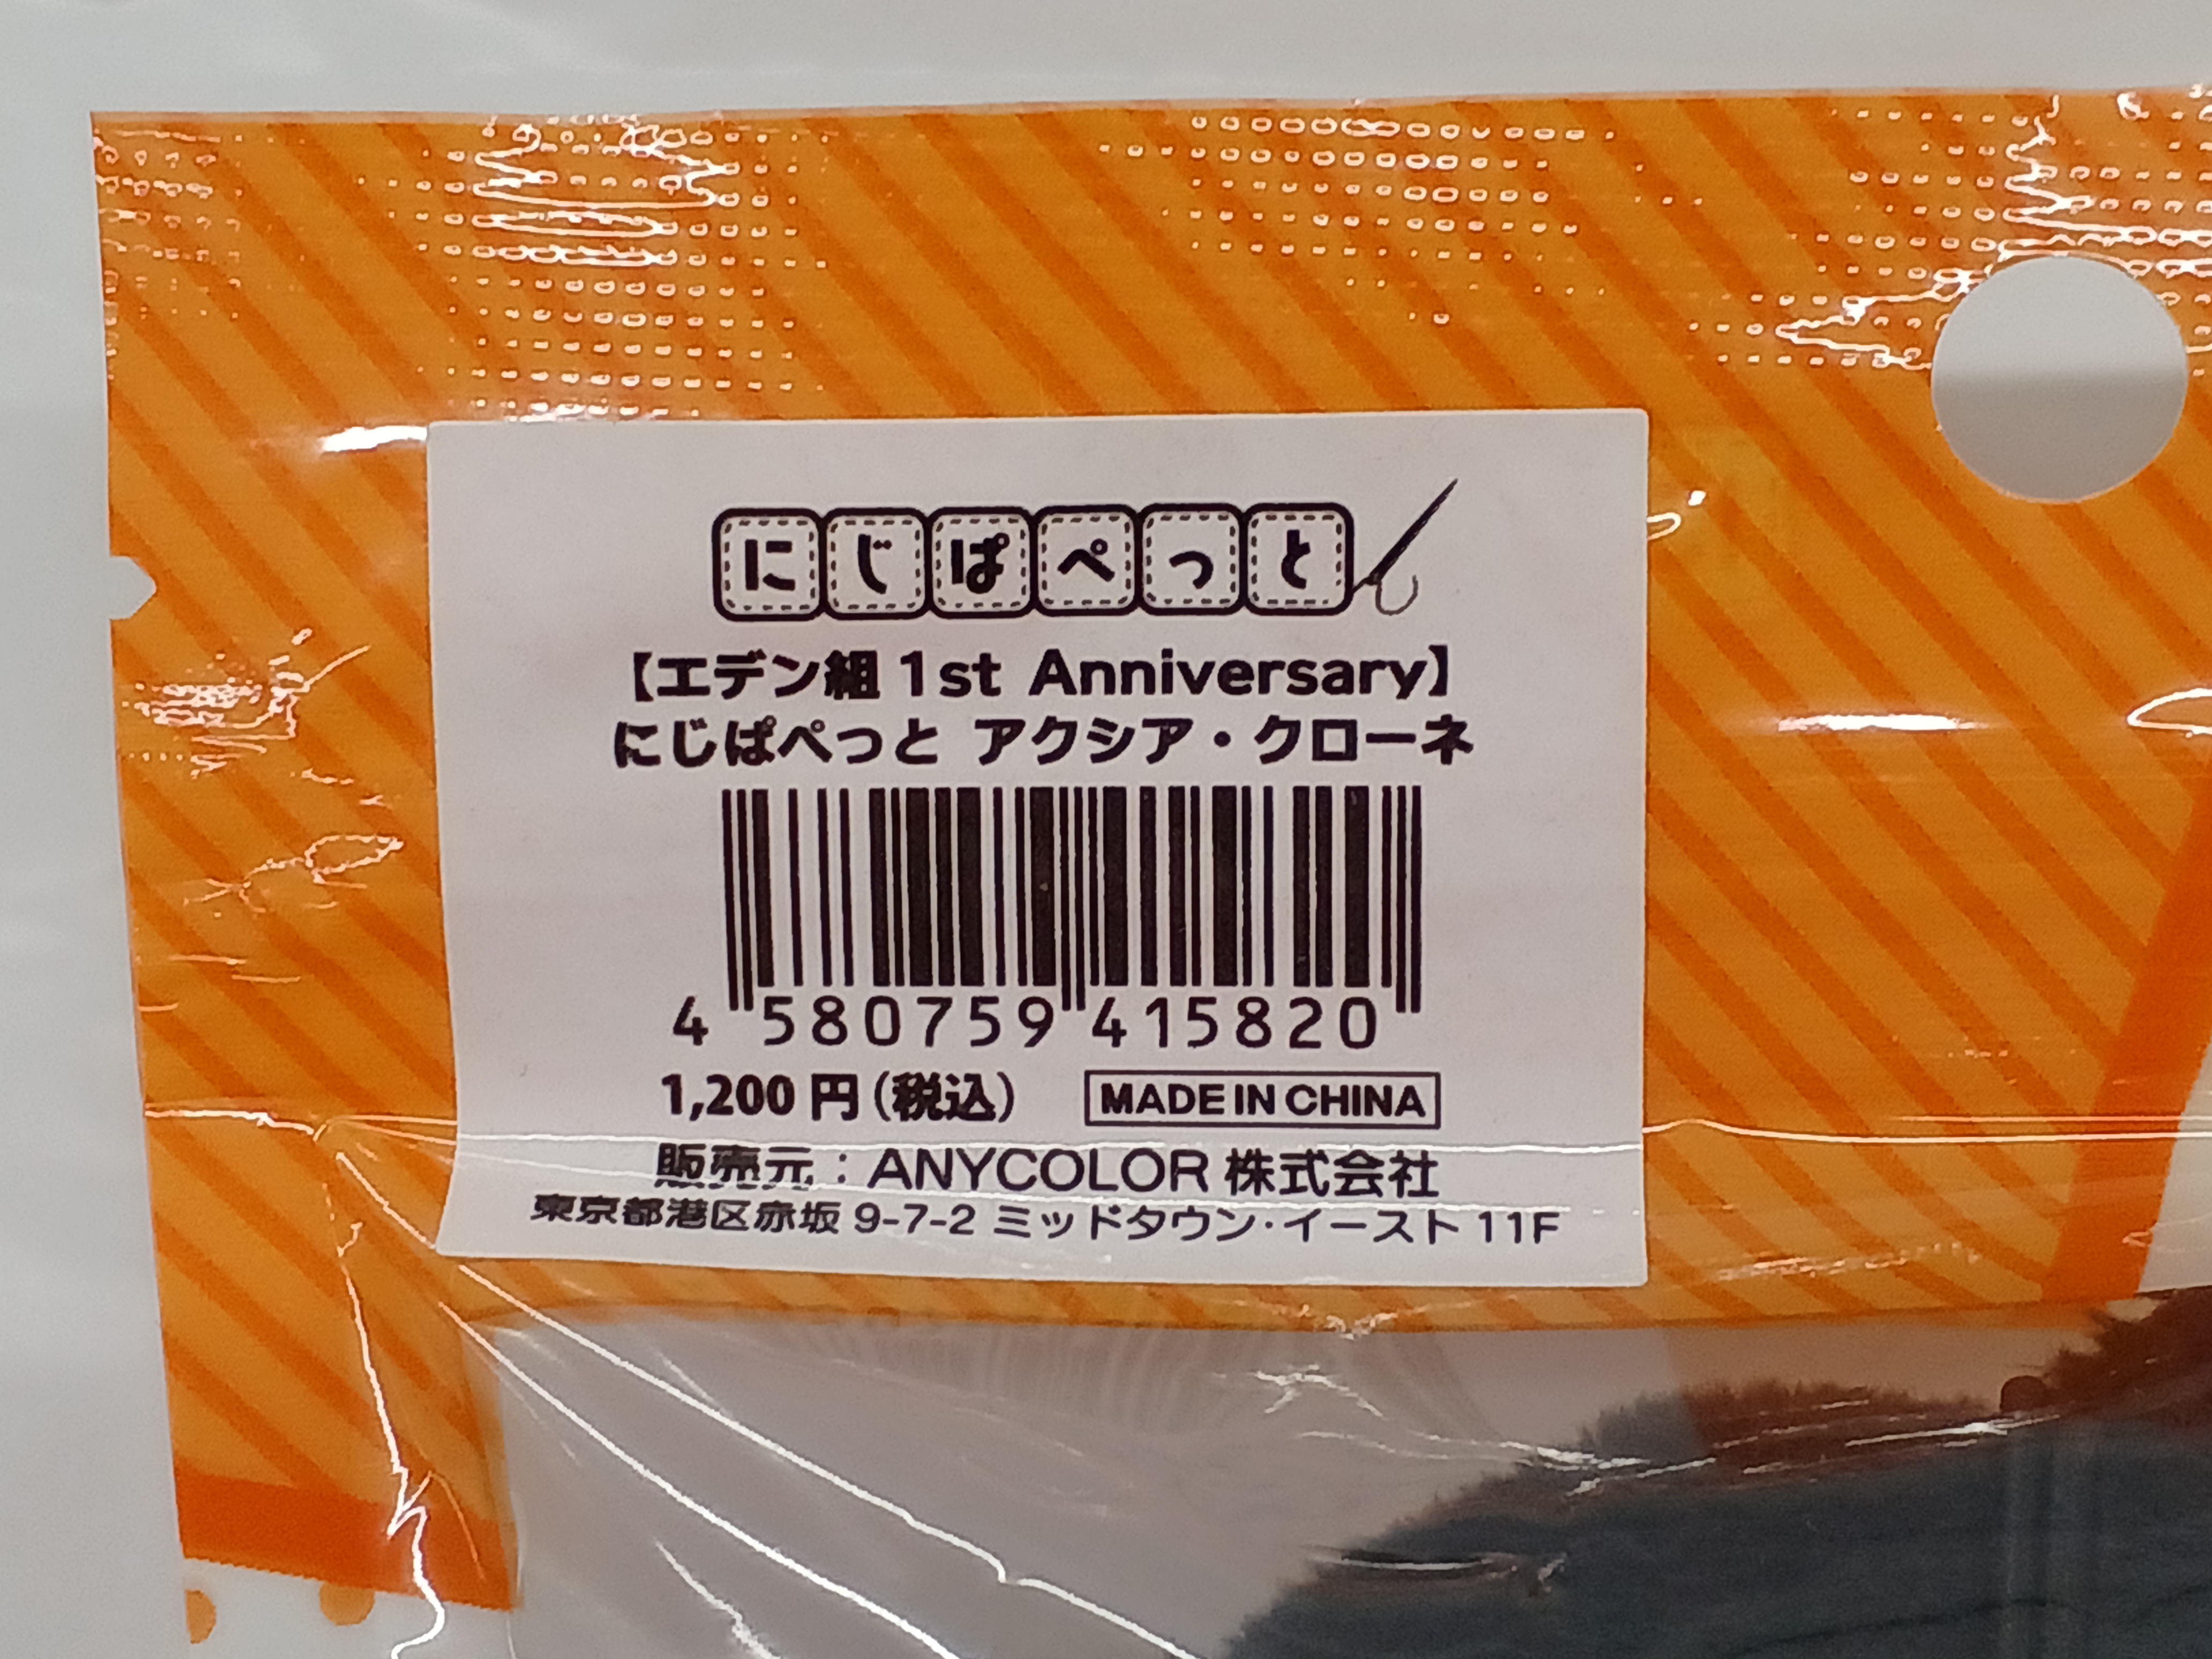 にじぱぺっと
【エデン組 1st Anniversary】
にじぱぺっと アクシア・クローネ
4 580759 415820
1,200 円(税込) MADE IN CHINA
販売元：ANYCOLOR 株式会社
東京都港区赤坂 9-7-2 ミッドタウン･イースト 11F